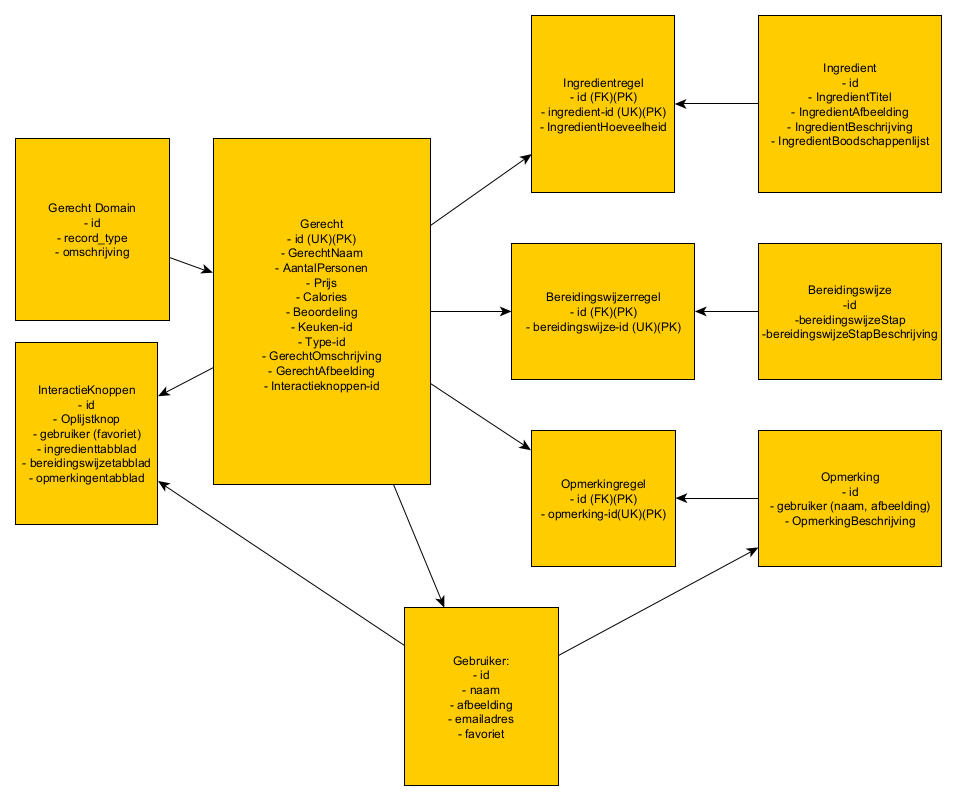 Ingredientregel
- id (FK)(PK)
- ingredient-id (UK)(PK)
- IngredientHoeveelheid
Ingredient
- id
- IngredientTitel
- IngredientAfbeelding
- IngredientBeschrijving
- IngredientBoodschappenlijst
Gerecht Domain
- id
- record_type
- omschrijving
Gerecht
- id (UK)(PK)
- GerechtNaam
- AantalPersonen
- Prijs
- Calories
- Beoordeling
- Keuken-id
- Type-id
- GerechtOmschrijving
- GerechtAfbeelding
- Interactieknoppen-id
Bereidingswijzerregel
- id (FK)(PK)
- bereidingswijze-id (UK)(PK)
Bereidingswijze
-id
-bereidingswijzeStap
-bereidingswijzeStapBeschrijving
InteractieKnoppen
- id
- Oplijstknop
- gebruiker (favoriet)
- ingredienttabblad
- bereidingswijzetabblad
- opmerkingentabblad
Opmerkingregel
- id (FK)(PK)
- opmerking-id(UK)(PK)
Opmerking
- id
- gebruiker (naam, afbeelding)
- OpmerkingBeschrijving
Gebruiker:
- id
- naam
- afbeelding
- emailadres
- favoriet